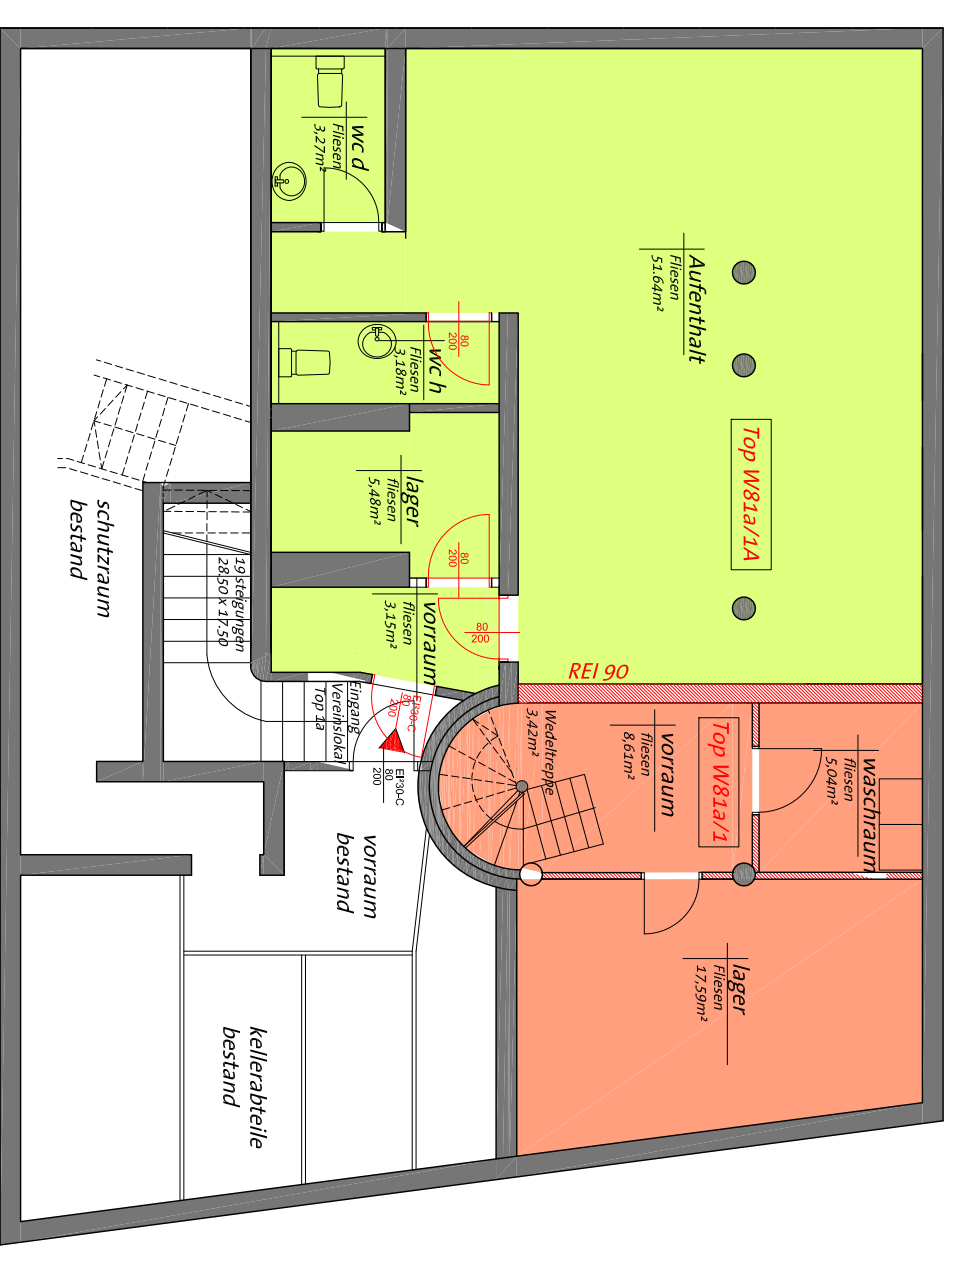 wc d
Fliesen
3,27m²
Aufenthalt
Fliesen
51.64m²
80
200
wc h
Fliesen
3,18m²
Top W81a/1A
lager
fliesen
5,48m²
80
200
schutzraum
bestand
19 steigungen
28.50 x 17.50
vorraum
fliesen
3,15m²
80
200
REI 90
Eingang
Vereinslokal
Top 1a
EI²30-C
80
200
EI²30-C
80
200
Wedeltreppe
3,42m²
vorraum
fliesen
8,61m²
Top W81a/1
waschraum
fliesen
5,04m²
vorraum
bestand
lager
Fliesen
17,59m²
kellerabteile
bestand